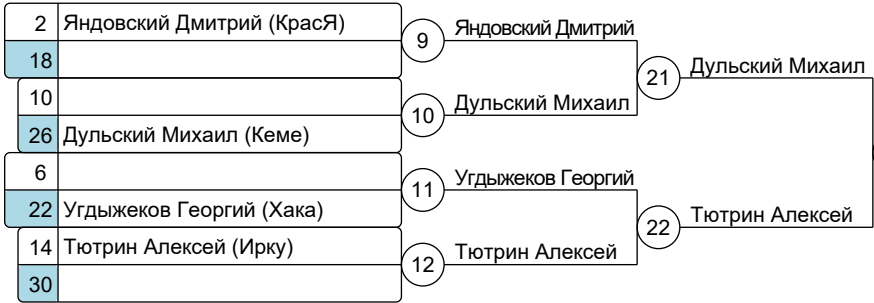 2 Яндовский Дмитрий (КрасЯ)
18
9 Яндовский Дмитрий
10
26 Дульский Михаил (Кеме)
10 Дульский Михаил
21 Дульский Михаил
6
22 Угдыжеков Георгий (Хака)
11 Угдыжеков Георгий
14 Тютрин Алексей (Ирку)
30
12 Тютрин Алексей
22 Тютрин Алексей